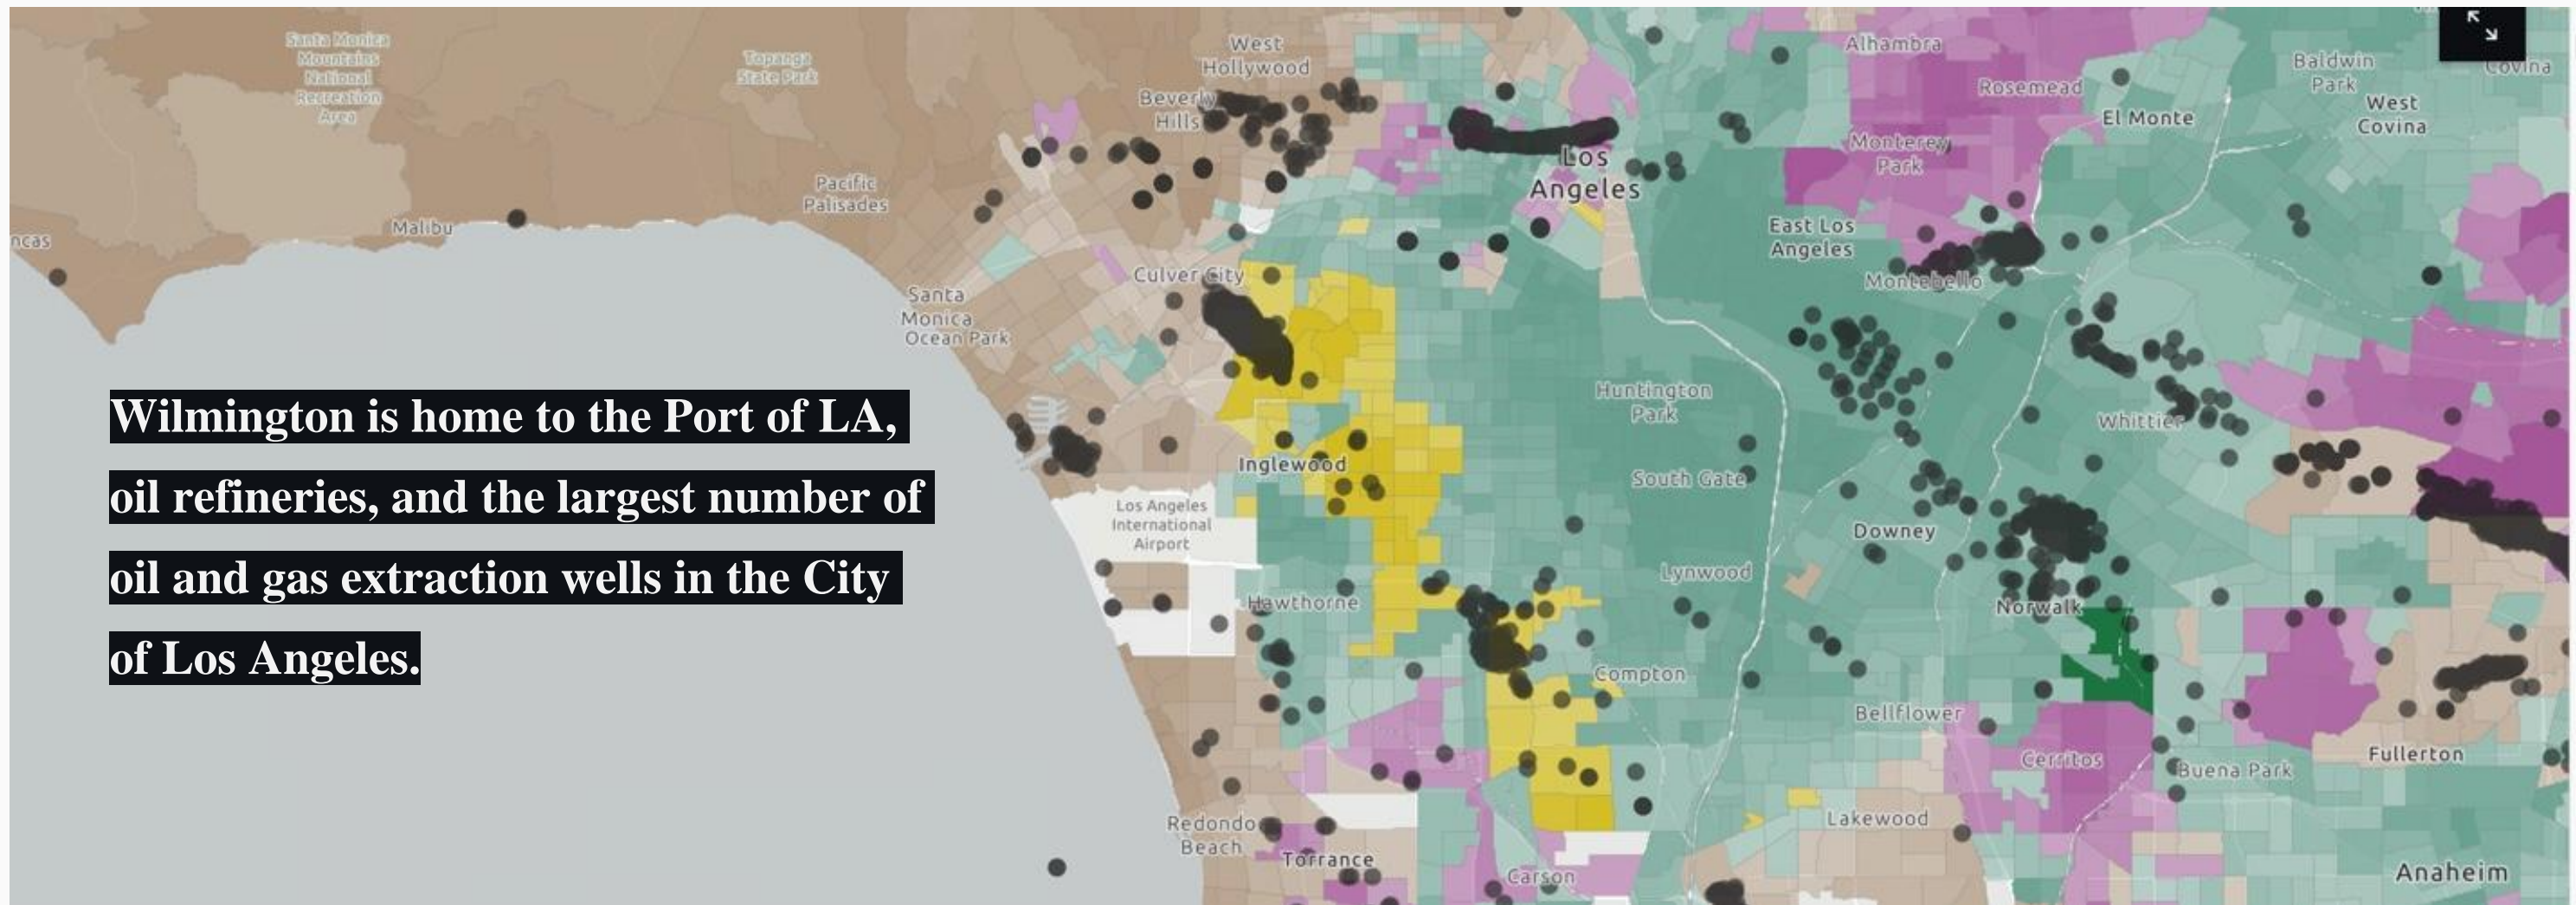 Santa Monica
Mountains
National
Recreation
Area
Topanga
State Park
West
Hollywood
Alhambra
Baldwin
Park
Covina
Rosemead
Beverly
Hills
El Monte
West
Covina
Los
Angeles
Monterey
Park
Pacific
Palisades
Malibu
ncas
East Los
Angeles
Culver City
Montebello
Santa
Monica
Ocean Park
Wilmington is home to the Port of LA,
oil refineries, and the largest number of
oil and gas extraction wells in the City
of Los Angeles.
Huntington
Park
Whittier
Inglewood
South Gate
Los Angeles
International
Airport
Downey
Lynwood
Hawthorne
Norwalk
Compton
Bellflower
Cerritos
Buena Park
Fullerton
Redondo
Beach
Lakewood
Torrance
Carson
Anaheim